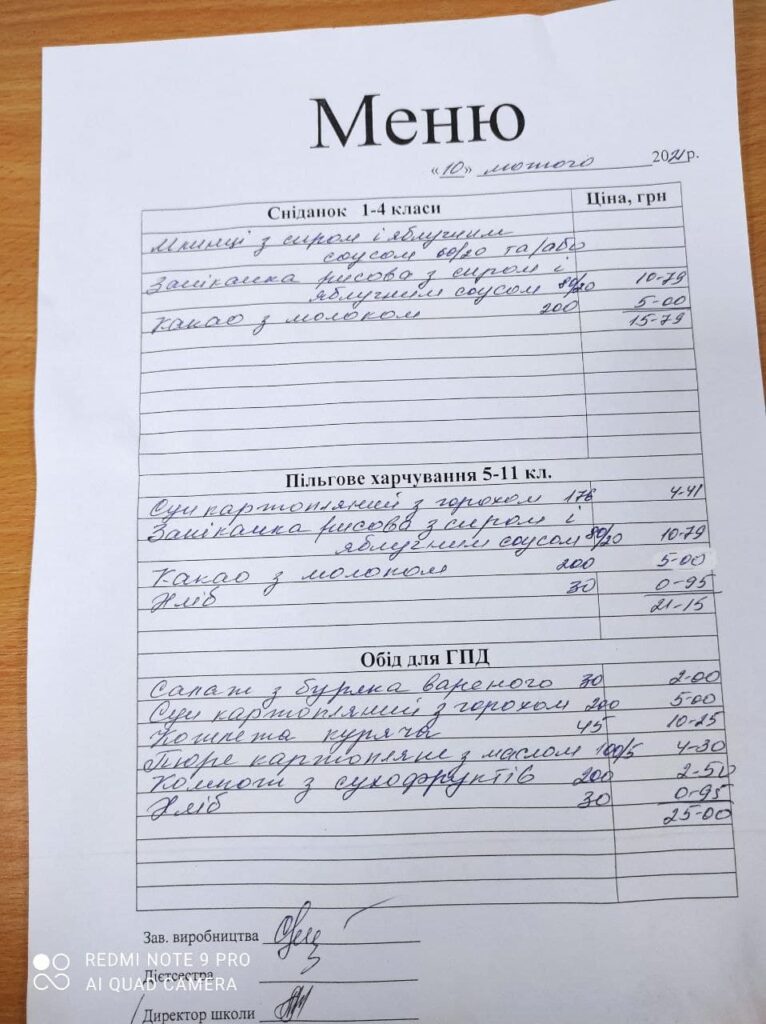 Меню
«10» лютого 2021р.
Сніданок 1-4 класи Ціна, грн
Млинці з сиром і яблучним
соусом 60/20 та/або
Запіканка рисова з сиром і
яблучним соусом 80/20 10-79
Какао з молоком 200 5-00
15-79
Пільгове харчування 5-11 кл.
Суп картопляний з горохом 176 4-41
Запіканка рисова з сиром і
яблучним соусом 80/20 10-79
Какао з молоком 200 5-00
Хліб 30 0-95
21-15
Обід для ГПД
Салат з буряка вареного 30 2-00
Суп картопляний з горохом 200 5-00
Котлета куряча 45 10-25
Пюре картопляне з маслом 100/5 4-30
Компот з сухофруктів 200 2-50
Хліб 30 0-95
25-00
Зав. виробництва
Дієтсестра
Директор школи
REDMI NOTE 9 PRO
AI QUAD CAMERA